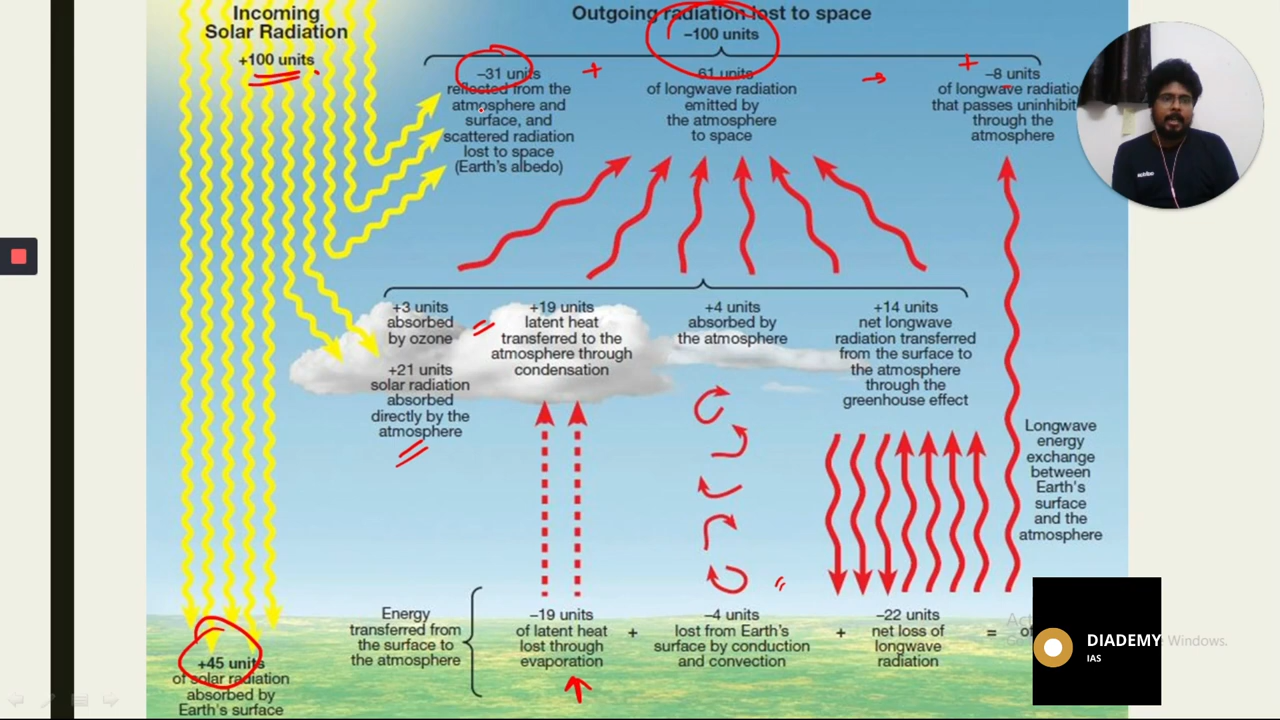 Incoming
Solar Radiation
+100 units
Outgoing radiation lost to space
–100 units
–31 units
reflected from the
atmosphere and
surface, and
scattered radiation
lost to space
(Earth's albedo)
–61 units
of longwave radiation
emitted by
the atmosphere
to space
–8 units
of longwave radiatio
that passes uninhibit
through the
atmosphere
+3 units
absorbed
by ozone
+21 units
solar radiation
absorbed
directly by the
atmosphere
+19 units
latent heat
transferred to the
atmosphere through
condensation
+4 units
absorbed by
the atmosphere
+14 units
net longwave
radiation transferred
from the surface to
the atmosphere
through the
greenhouse effect
Longwave
energy
exchange
between
Earth's
surface
and the
atmosphere
+45 units
of solar radiation
absorbed by
Earth's surface
Energy
transferred from
the surface to
the atmosphere
–19 units
of latent heat
lost through
evaporation
+
–4 units
lost from Earth's
surface by conduction
and convection
+
–22 units
net loss of
longwave
radiation
=
DIADEMY
IAS
Windows.